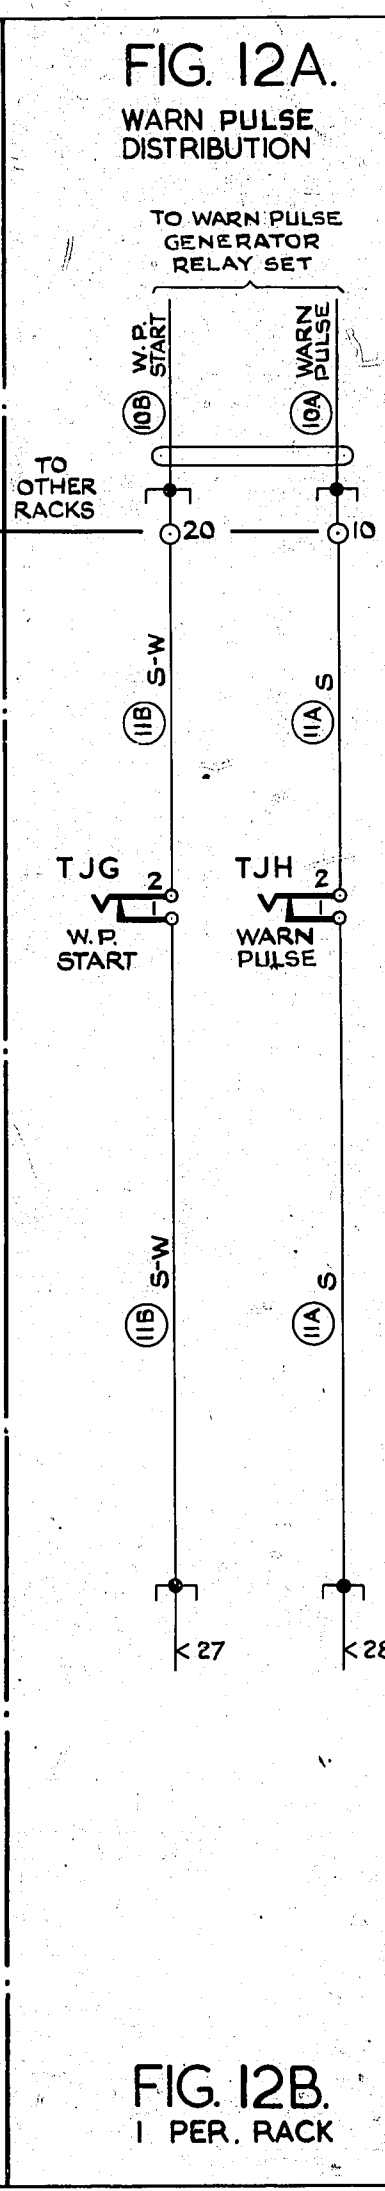 FIG. 12A.
WARN PULSE
DISTRIBUTION
TO WARN PULSE
GENERATOR
RELAY SET
W.P.
START
WARN
PULSE
10B
10A
TO
OTHER
RACKS
20
10
S-W
S
11B
11A
TJG
2
1
W.P.
START
TJH
2
1
WARN
PULSE
S-W
S
11B
11A
<27
<28
FIG. 12B.
1 PER. RACK